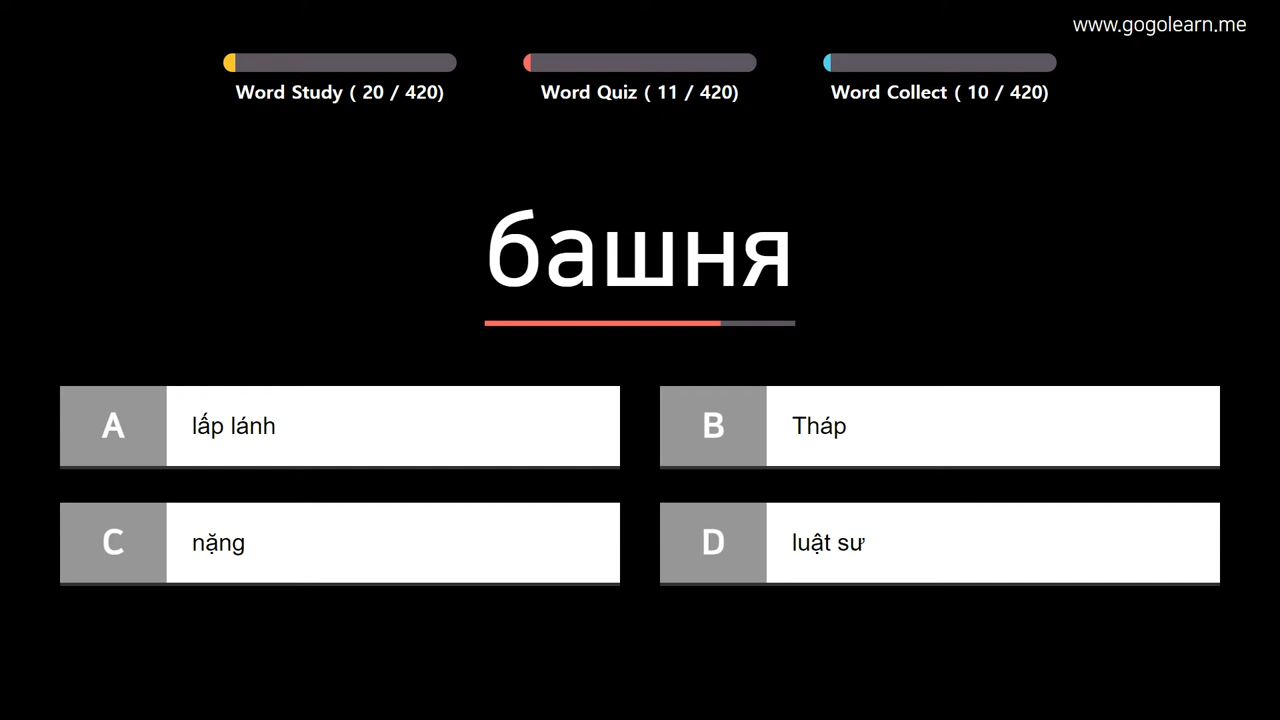 www.gogolearn.me
Word Study ( 20 / 420)
Word Quiz ( 11 / 420)
Word Collect ( 10 / 420)
башня
A
lấp lánh
B
Tháp
C
nặng
D
luật sư